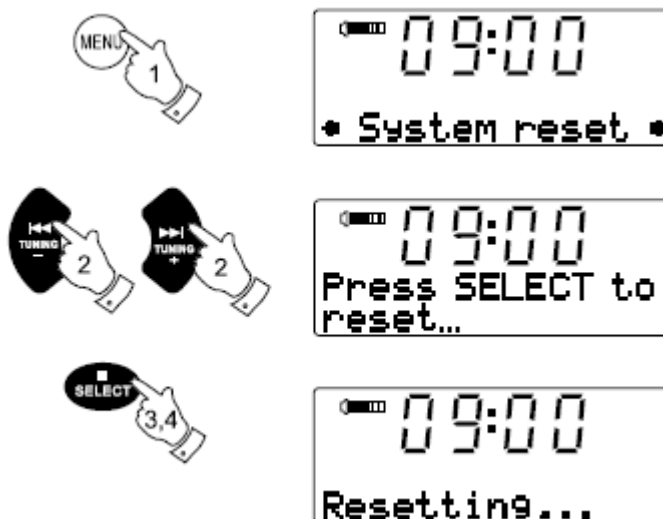 MENU
1
09:00
• System reset •
TUNING
−
2
TUNING
+
2
09:00
Press SELECT to
reset...
SELECT
3,4
09:00
Resetting...